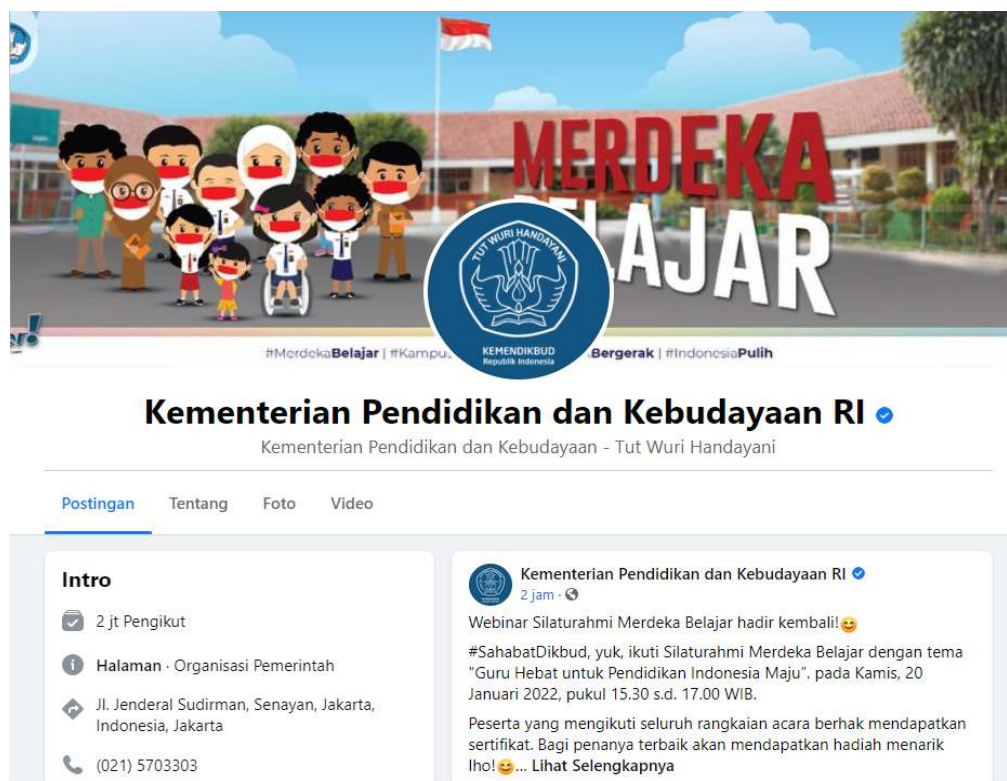 MERDEKA
BELAJAR
TUT WURI HANDAYANI
KEMENDIKBUD
Republik Indonesia
#MerdekaBelajar | #Kampu Bergerak | #IndonesiaPulih
Kementerian Pendidikan dan Kebudayaan RI
Kementerian Pendidikan dan Kebudayaan - Tut Wuri Handayani
Postingan Tentang Foto Video
Intro
2 jt Pengikut
Halaman · Organisasi Pemerintah
Jl. Jenderal Sudirman, Senayan, Jakarta,
Indonesia, Jakarta
(021) 5703303
Kementerian Pendidikan dan Kebudayaan RI
2 jam ·
Webinar Silaturahmi Merdeka Belajar hadir kembali!😊
#SahabatDikbud, yuk, ikuti Silaturahmi Merdeka Belajar dengan tema
"Guru Hebat untuk Pendidikan Indonesia Maju". pada Kamis, 20
Januari 2022, pukul 15.30 s.d. 17.00 WIB.
Peserta yang mengikuti seluruh rangkaian acara berhak mendapatkan
sertifikat. Bagi penanya terbaik akan mendapatkan hadiah menarik
lho!😊... Lihat Selengkapnya